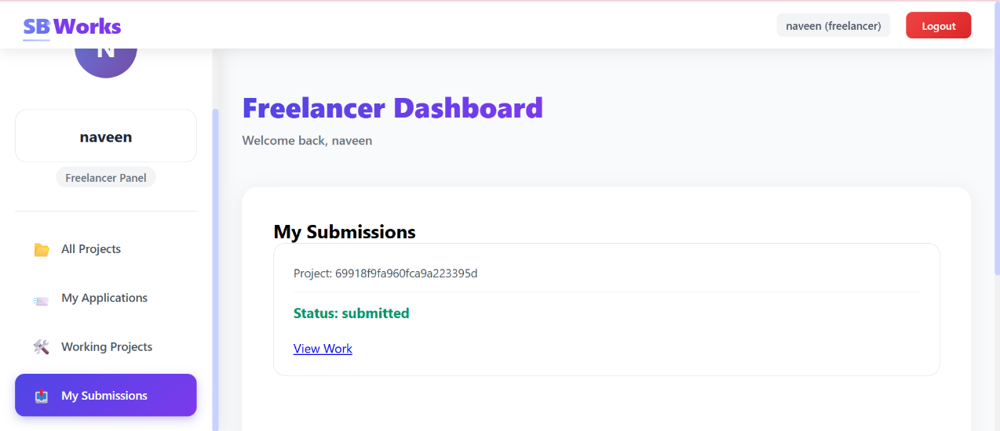 SB Works
naveen (freelancer)
Logout
N
naveen
Freelancer Panel
All Projects
My Applications
Working Projects
My Submissions
Freelancer Dashboard
Welcome back, naveen
My Submissions
Project: 69918f9fa960fca9a223395d
Status: submitted
View Work